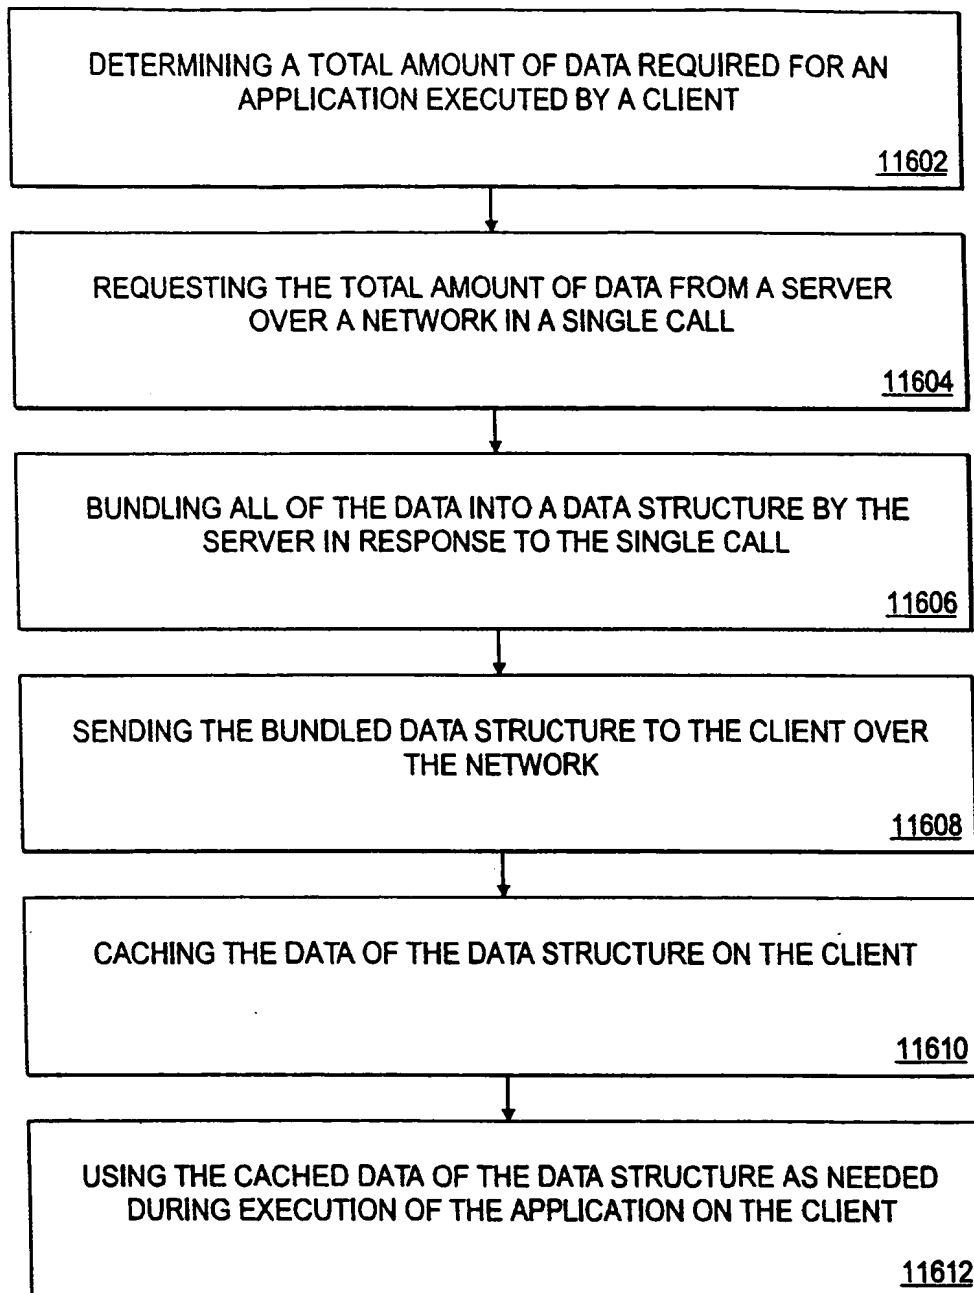 DETERMINING A TOTAL AMOUNT OF DATA REQUIRED FOR AN
APPLICATION EXECUTED BY A CLIENT
11602
REQUESTING THE TOTAL AMOUNT OF DATA FROM A SERVER
OVER A NETWORK IN A SINGLE CALL
11604
BUNDLING ALL OF THE DATA INTO A DATA STRUCTURE BY THE
SERVER IN RESPONSE TO THE SINGLE CALL
11606
SENDING THE BUNDLED DATA STRUCTURE TO THE CLIENT OVER
THE NETWORK
11608
CACHING THE DATA OF THE DATA STRUCTURE ON THE CLIENT
11610
USING THE CACHED DATA OF THE DATA STRUCTURE AS NEEDED
DURING EXECUTION OF THE APPLICATION ON THE CLIENT
11612